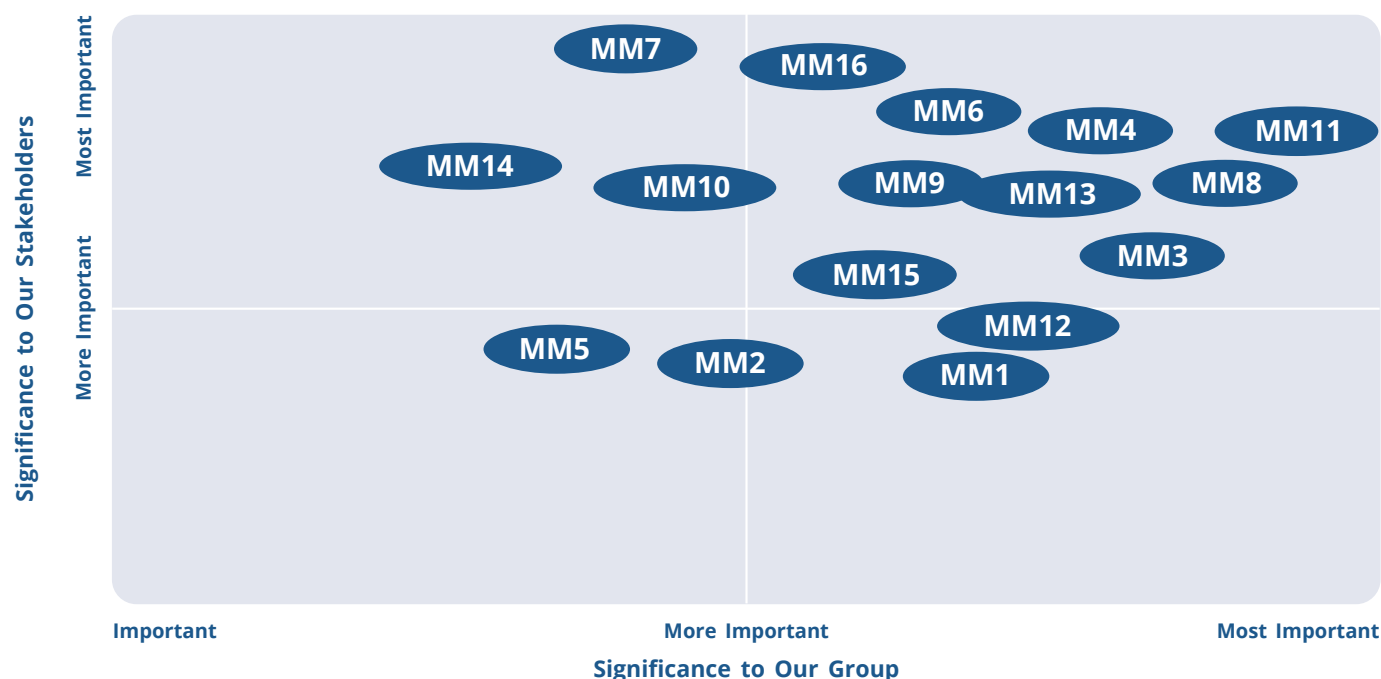 Significance to Our Stakeholders
Most Important
More Important
MM7
MM16
MM6
MM4
MM11
MM14
MM10
MM9
MM13
MM8
MM3
MM15
MM12
MM5
MM2
MM1
Important
More Important
Most Important
Significance to Our Group